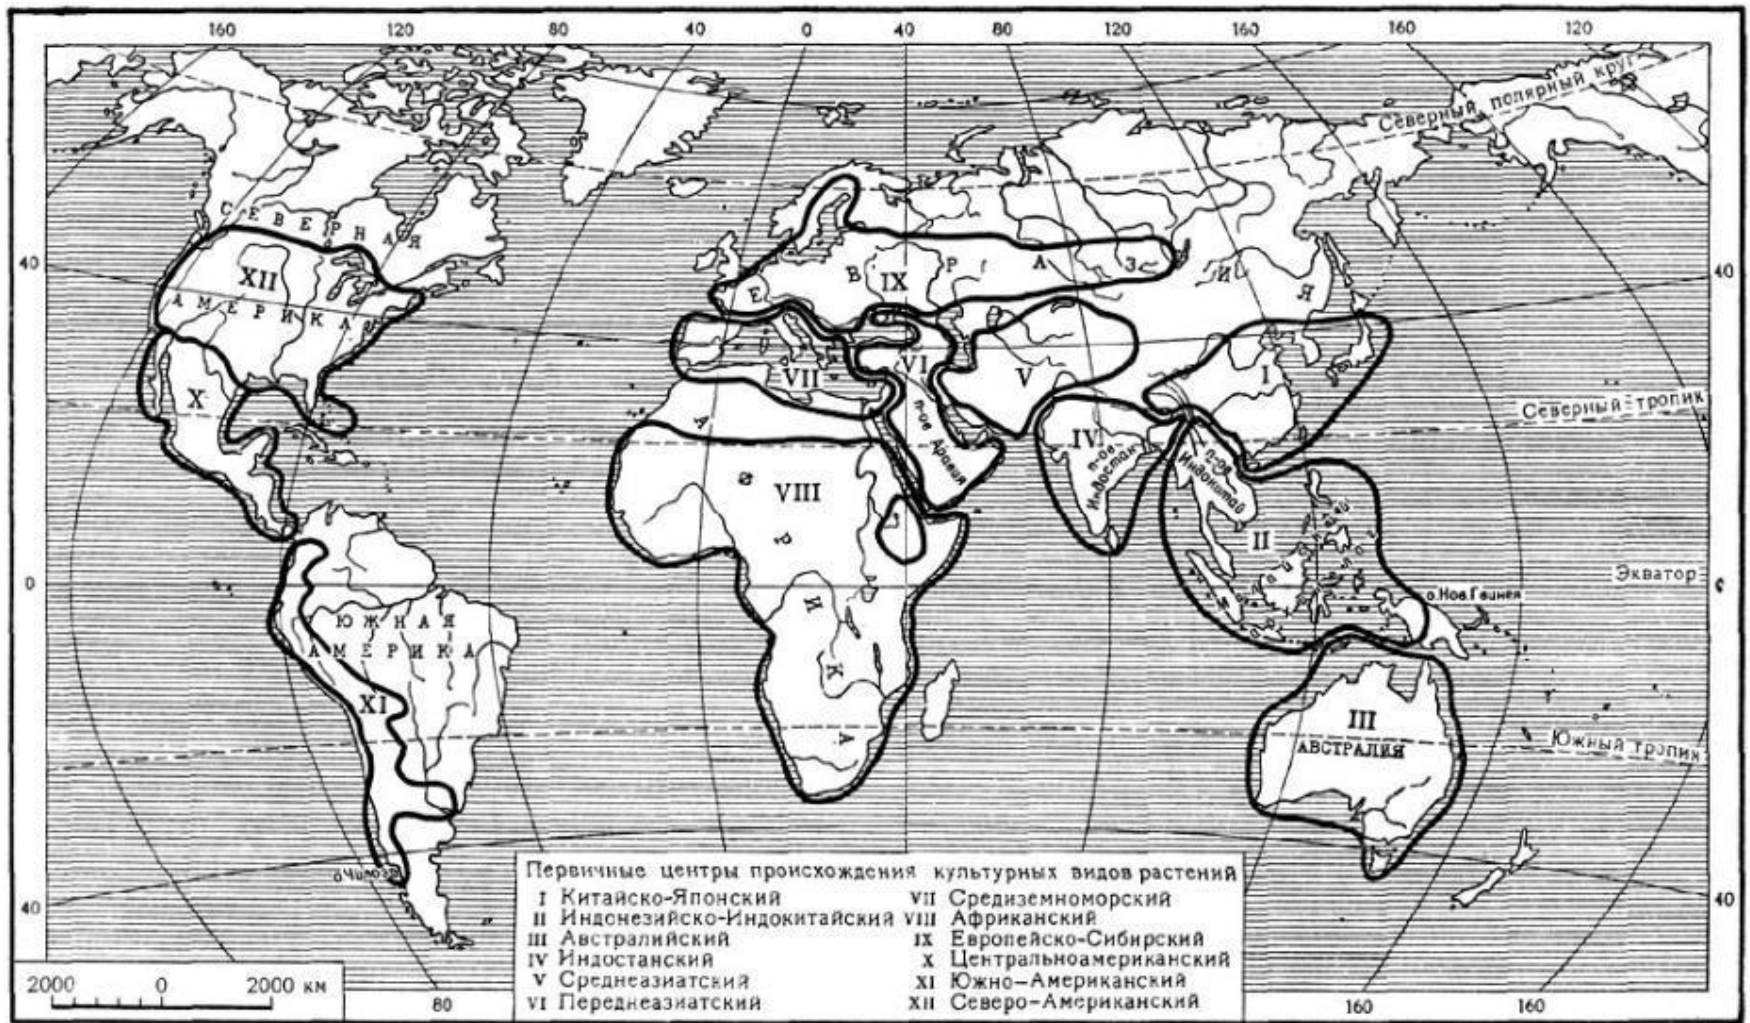 160 120 80 40 0 40 80 120 160 160 120
Северный полярный круг
СЕВЕРНАЯ
АМЕРИКА
40
40
XII
ЕВРАЗИЯ
IX
X
VII
VI
V
I
Северный тропик
п-ов Аравия
IV
п-ов Индостан
п-ов Индокитай
АФРИКА
VIII
II
0
Экватор
о.Нов.Гвинея
ЮЖНАЯ
АМЕРИКА
XI
III
АВСТРАЛИЯ
Южный тропик
о.Чилоэ
40
40
Первичные центры происхождения культурных видов растений
I Китайско-Японский
II Индонезийско-Индокитайский
III Австралийский
IV Индостанский
V Среднеазиатский
VI Переднеазиатский
VII Средиземноморский
VIII Африканский
IX Европейско-Сибирский
X Центральноамериканский
XI Южно-Американский
XII Северо-Американский
2000 0 2000 км
80
160
160